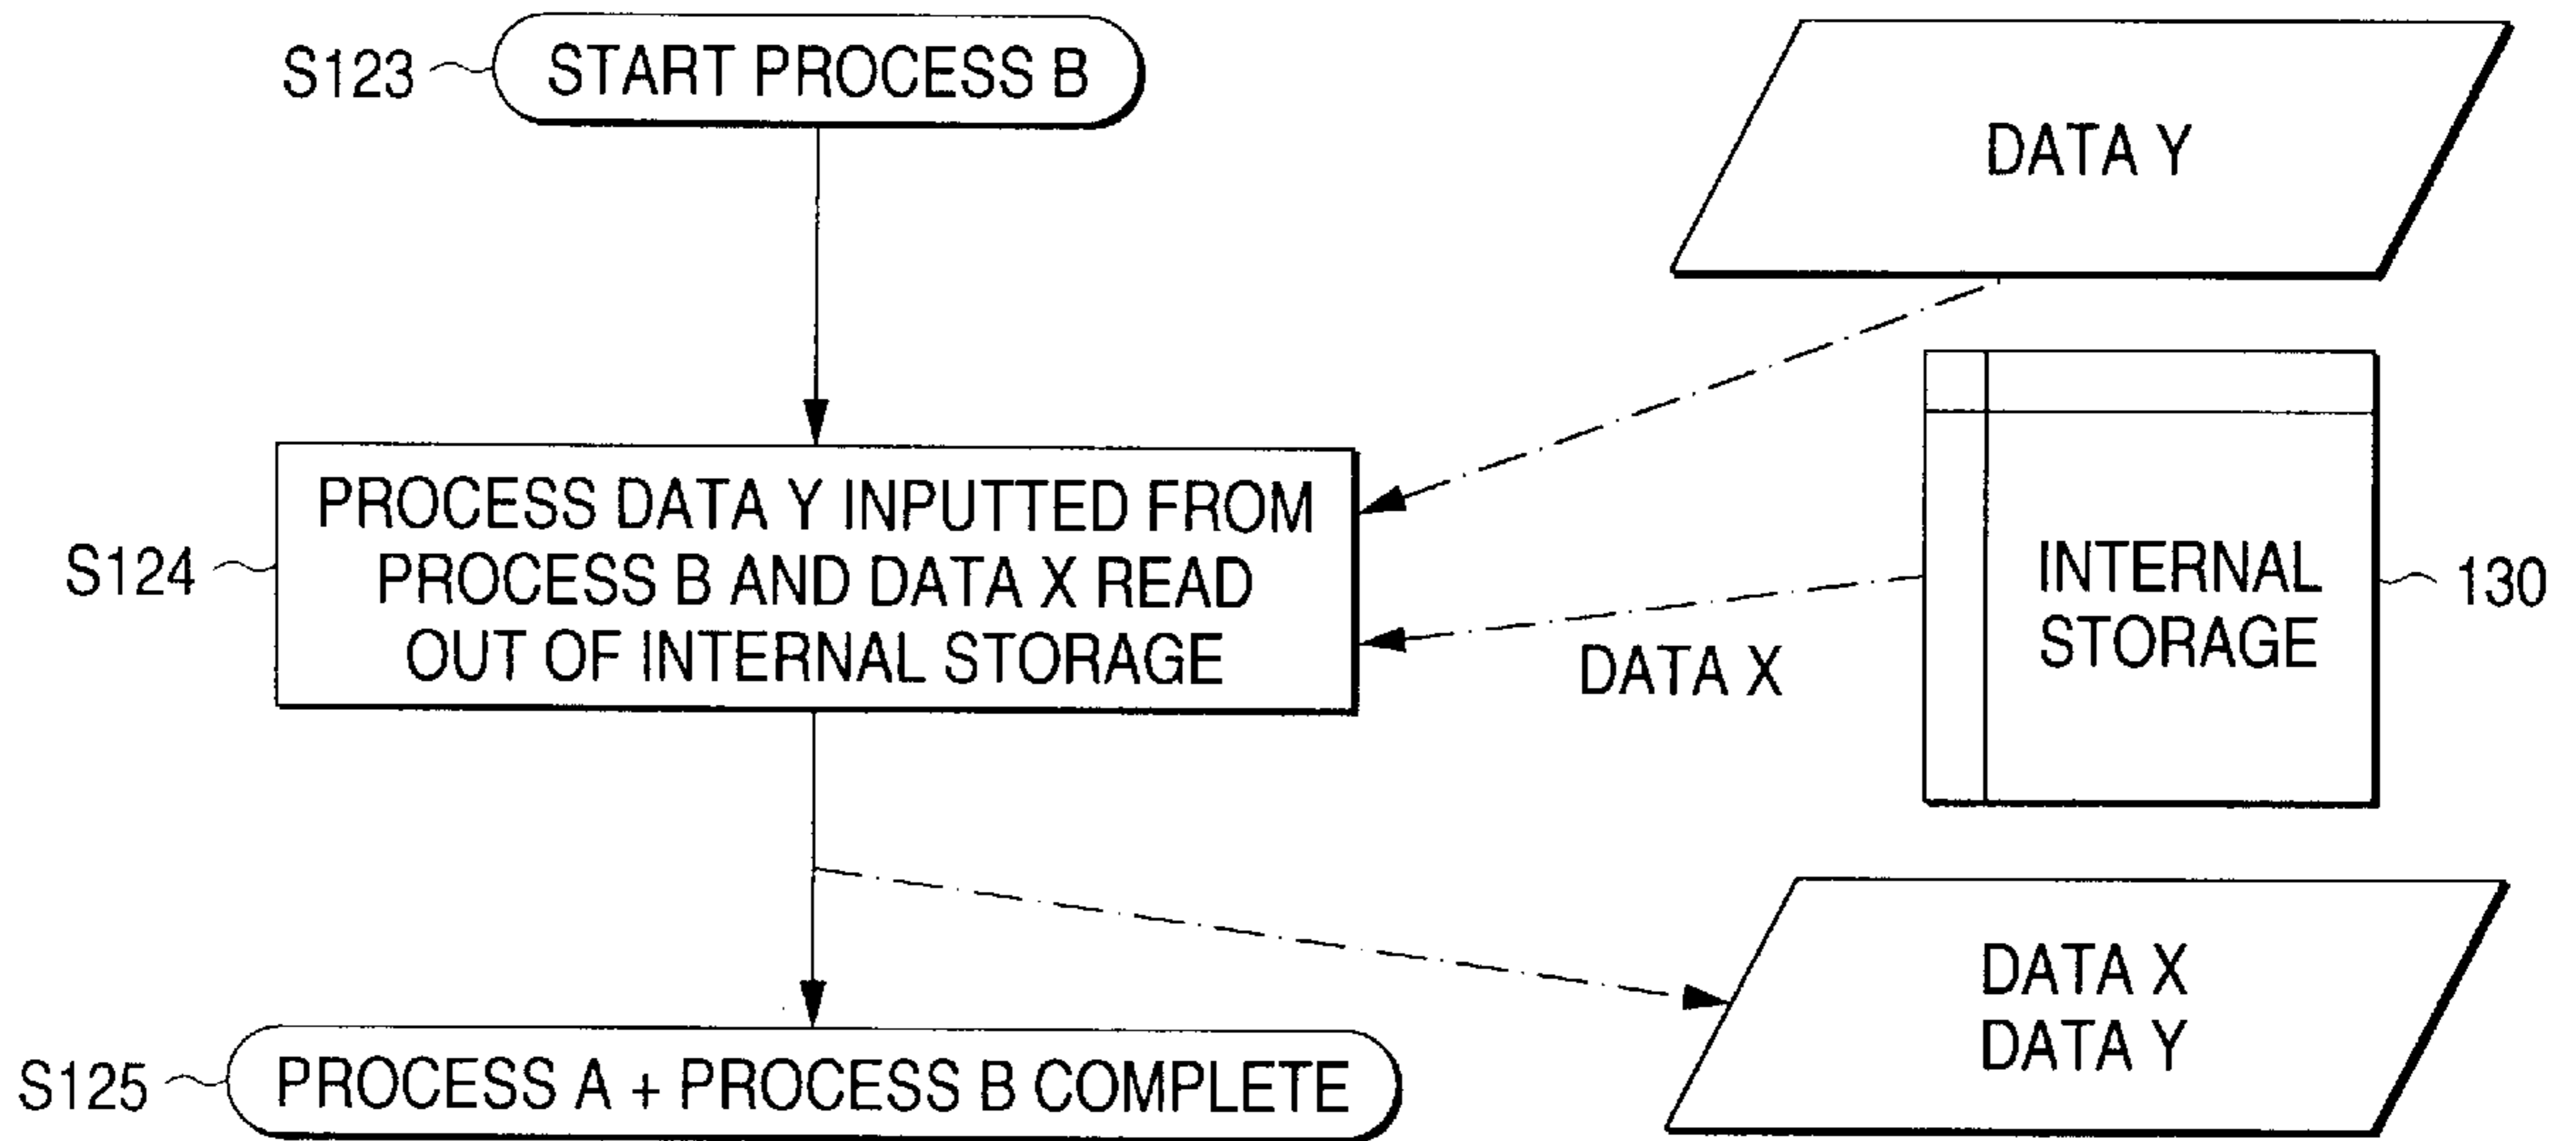 S123
START PROCESS B
DATA Y
S124
PROCESS DATA Y INPUTTED FROM
PROCESS B AND DATA X READ
OUT OF INTERNAL STORAGE
DATA X
INTERNAL
STORAGE
130
DATA X
DATA Y
S125
PROCESS A + PROCESS B COMPLETE